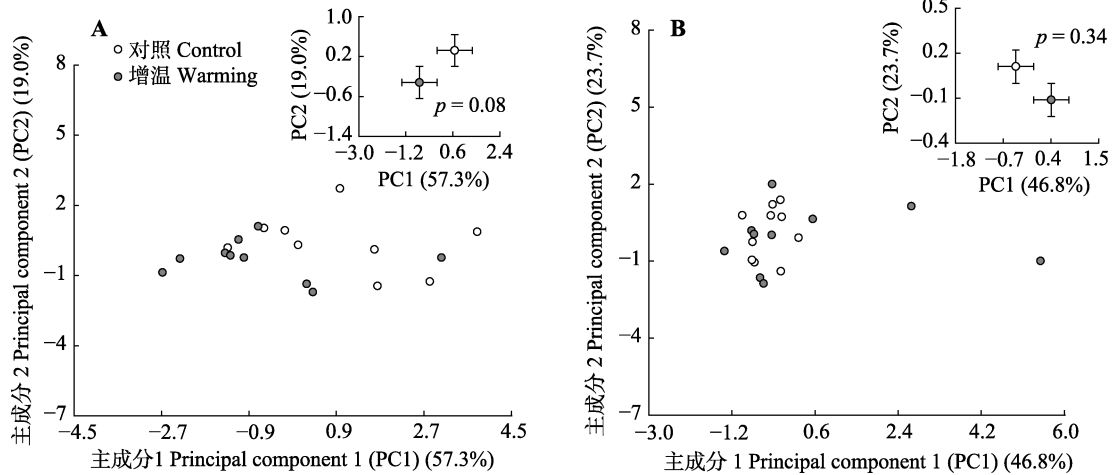 A
对照 Control
增温 Warming
主成分 2 Principal component 2 (PC2) (19.0%)
8
5
2
−1
−4
−7
−4.5
−2.7
−0.9
0.9
2.7
4.5
主成分1 Principal component 1 (PC1) (57.3%)
PC2 (19.0%)
1.0
0.2
−0.6
−1.4
p = 0.08
−3.0
−1.2
0.6
2.4
PC1 (57.3%)
B
主成分 2 Principal component 2 (PC2) (23.7%)
8
5
2
−1
−4
−7
−3.0
−1.2
0.6
2.4
4.2
6.0
主成分 1 Principal component 1 (PC1) (46.8%)
PC2 (23.7%)
0.5
0.2
−0.1
−0.4
p = 0.34
−1.8
−0.7
0.4
1.5
PC1 (46.8%)